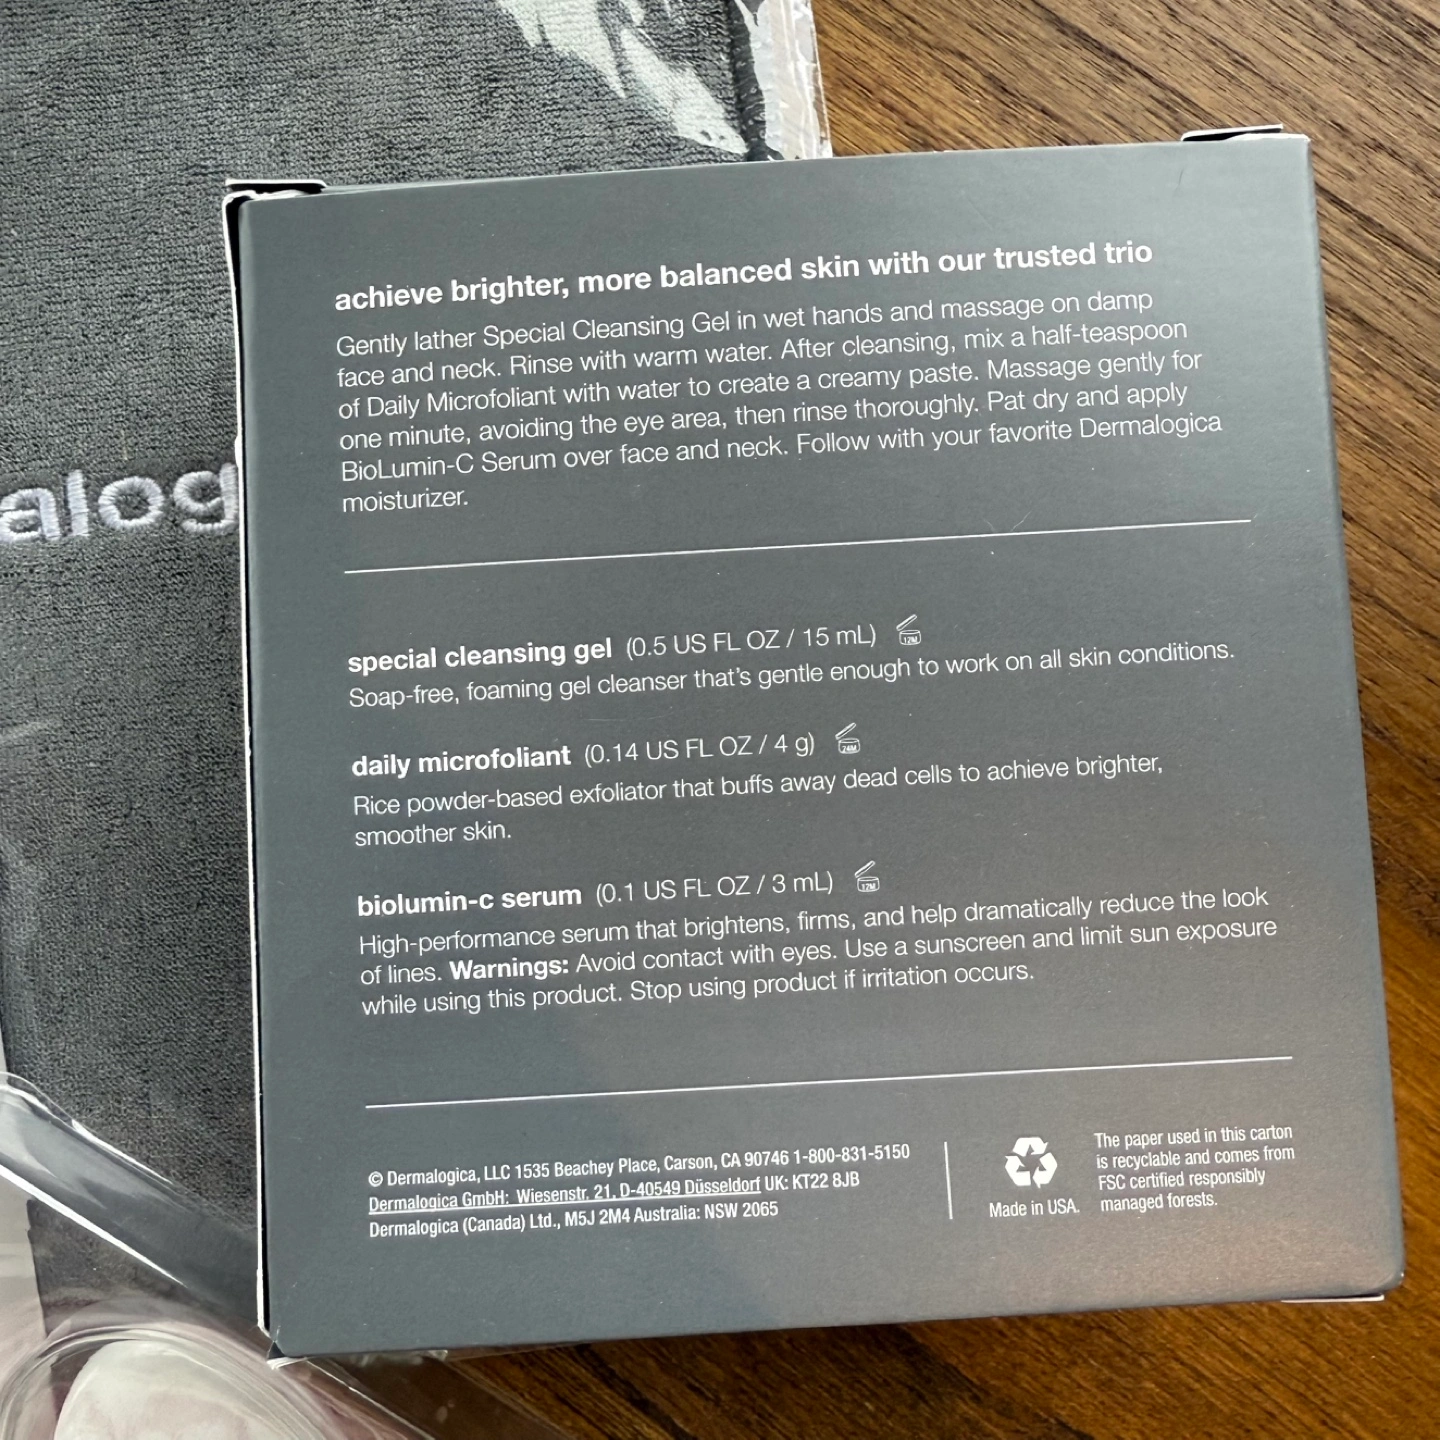 alog
achieve brighter, more balanced skin with our trusted trio
Gently lather Special Cleansing Gel in wet hands and massage on damp
face and neck. Rinse with warm water. After cleansing, mix a half-teaspoon
of Daily Microfoliant with water to create a creamy paste. Massage gently for
one minute, avoiding the eye area, then rinse thoroughly. Pat dry and apply
BioLumin-C Serum over face and neck. Follow with your favorite Dermalogica
moisturizer.
special cleansing gel (0.5 US FL OZ / 15 mL) 12M
Soap-free, foaming gel cleanser that's gentle enough to work on all skin conditions.
daily microfoliant (0.14 US FL OZ / 4 g) 24M
Rice powder-based exfoliator that buffs away dead cells to achieve brighter,
smoother skin.
biolumin-c serum (0.1 US FL OZ / 3 mL) 12M
High-performance serum that brightens, firms, and help dramatically reduce the look
of lines. Warnings: Avoid contact with eyes. Use a sunscreen and limit sun exposure
while using this product. Stop using product if irritation occurs.
© Dermalogica, LLC 1535 Beachey Place, Carson, CA 90746 1-800-831-5150
Dermalogica GmbH: Wiesenstr. 21, D-40549 Düsseldorf UK: KT22 8JB
Dermalogica (Canada) Ltd., M5J 2M4 Australia: NSW 2065
Made in USA.
The paper used in this carton
is recyclable and comes from
FSC certified responsibly
managed forests.